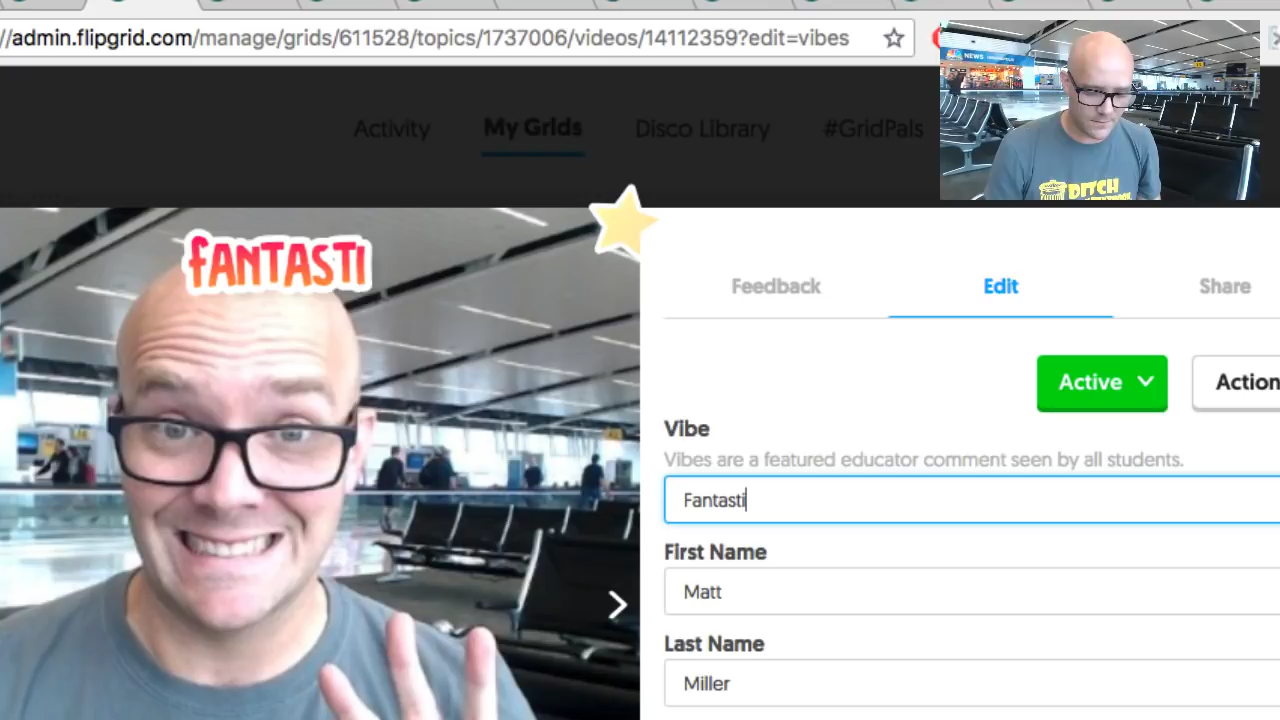 //admin.flipgrid.com/manage/grids/611528/topics/1737006/videos/14112359?edit=vibes
NEWS
Activity My Grids Disco Library #GridPals
DITCH
FANTASTI
Feedback Edit Share
Active Action
Vibe
Vibes are a featured educator comment seen by all students.
Fantasti
First Name
Matt
Last Name
Miller